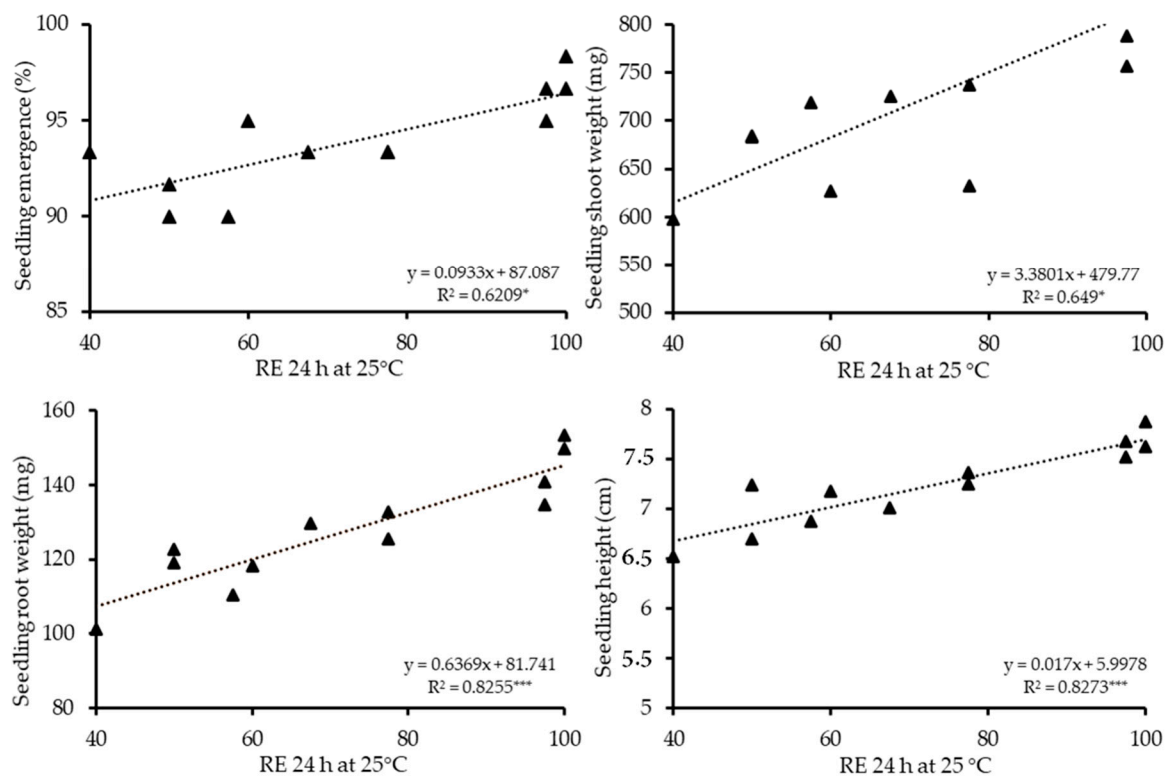 Seedling emergence (%)
100
95
90
85
40 60 80 100
RE 24 h at 25°C
y = 0.0933x + 87.087
R² = 0.6209*
Seedling shoot weight (mg)
800
750
700
650
600
550
500
40 60 80 100
RE 24 h at 25 °C
y = 3.3801x + 479.77
R² = 0.649*
Seedling root weight (mg)
160
140
120
100
80
40 60 80 100
RE 24 h at 25°C
y = 0.6369x + 81.741
R² = 0.8255***
Seedling height (cm)
8
7.5
7
6.5
6
5.5
5
40 60 80 100
RE 24 h at 25 °C
y = 0.017x + 5.9978
R² = 0.8273***